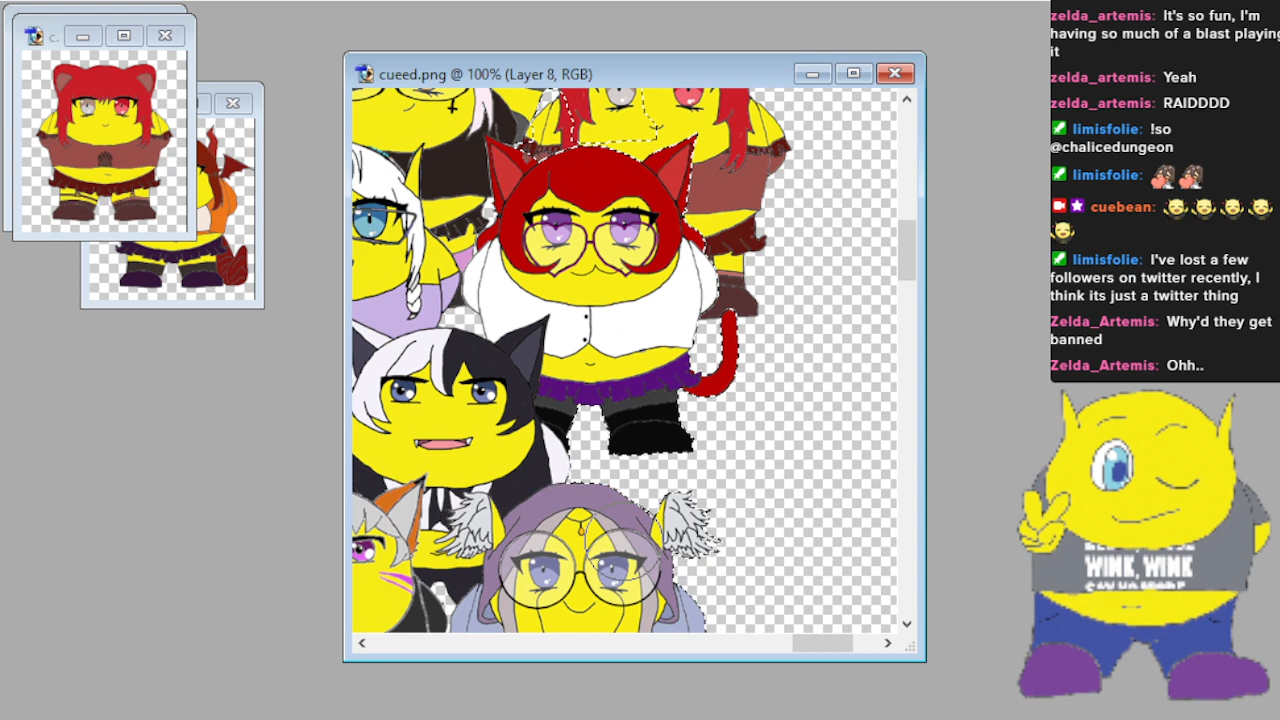 c.
cueed.png @ 100% (Layer 8, RGB)
zelda_artemis: It's so fun, I'm
having so much of a blast playing
it
zelda_artemis: Yeah
zelda_artemis: RAIDDDD
limisfolie: !so
@chalicedungeon
limisfolie:
cuebean:
limisfolie: I've lost a few
followers on twitter recently, I
think its just a twitter thing
Zelda_Artemis: Why'd they get
banned
Zelda_Artemis: Ohh..
WINK, WINK